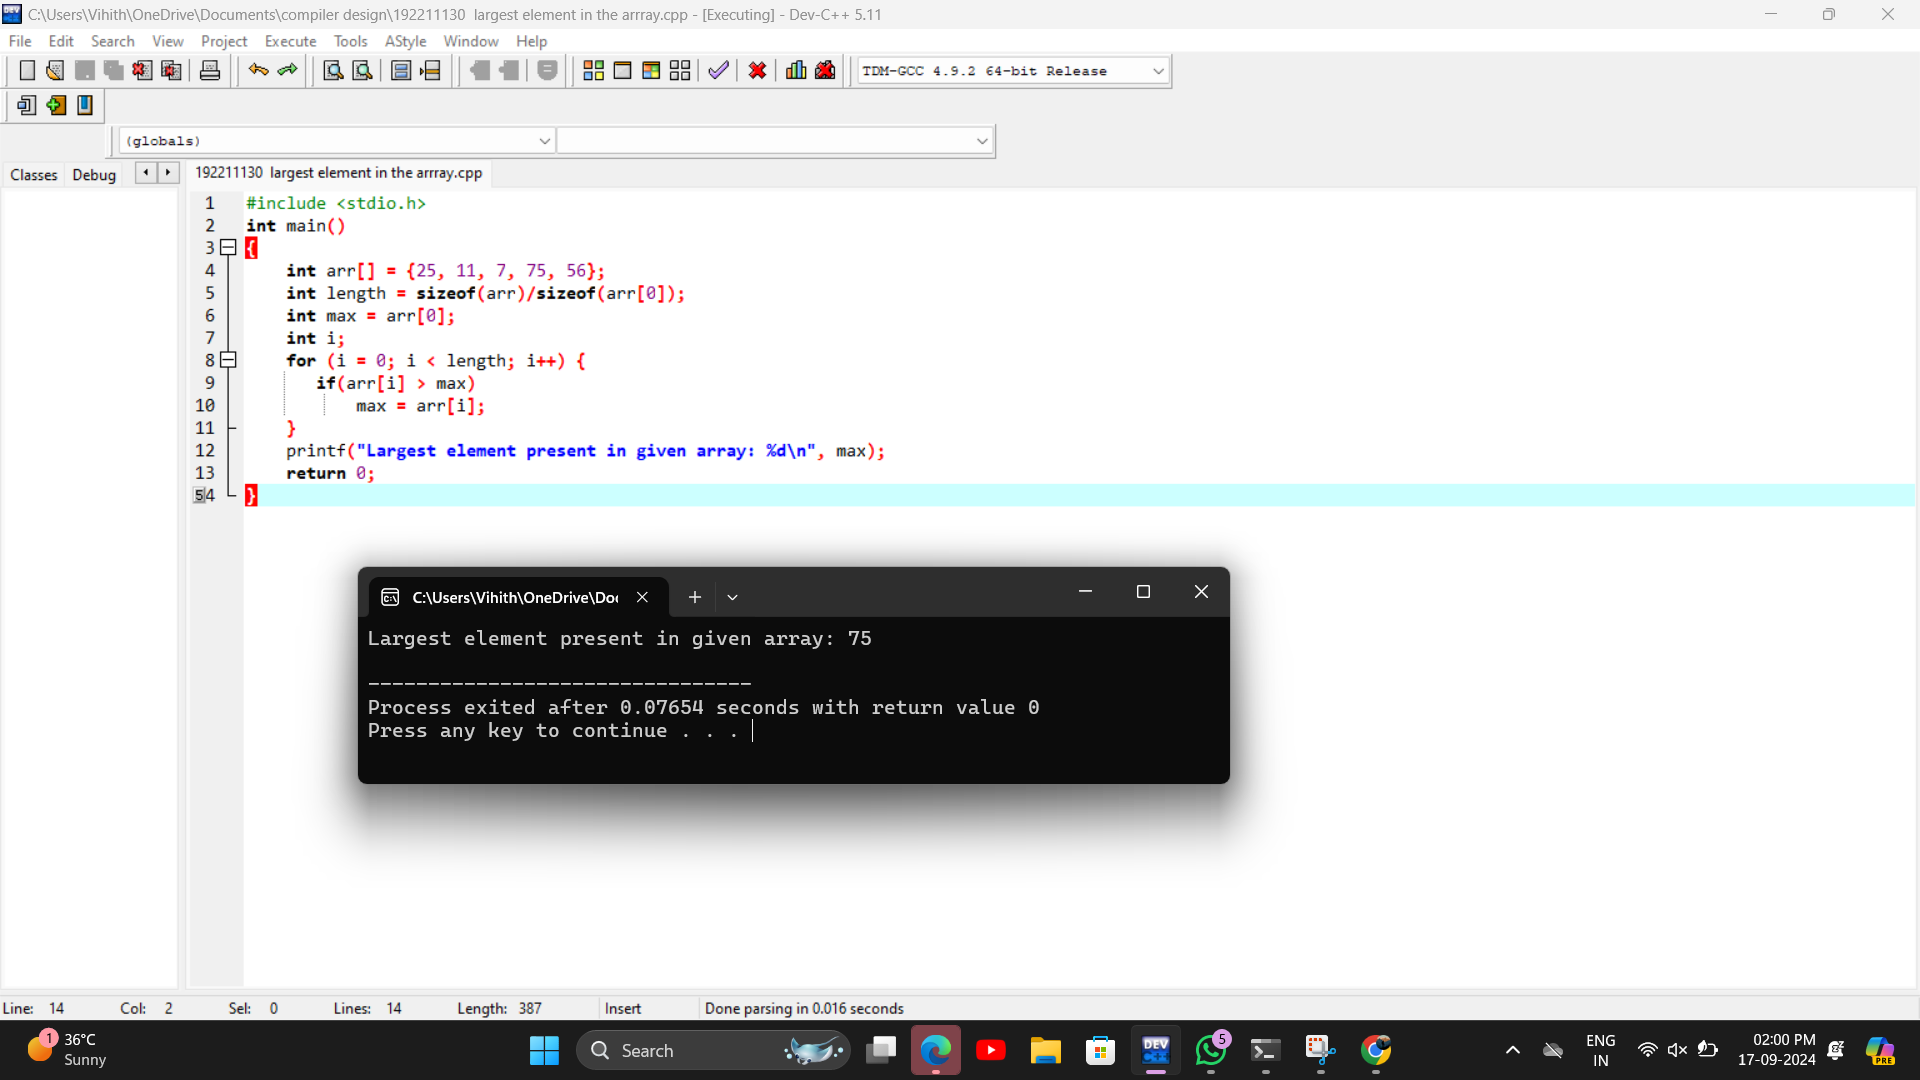 C:\Users\Vihith\OneDrive\Documents\compiler design\192211130  largest element in the arrray.cpp - [Executing] - Dev-C++ 5.11
File Edit Search View Project Execute Tools AStyle Window Help
TDM-GCC 4.9.2 64-bit Release
(globals)
Classes Debug 192211130  largest element in the arrray.cpp
1 #include <stdio.h>
2 int main()
3 {
4 int arr[] = {25, 11, 7, 75, 56};
5 int length = sizeof(arr)/sizeof(arr[0]);
6 int max = arr[0];
7 int i;
8 for (i = 0; i < length; i++) {
9 if(arr[i] > max)
10 max = arr[i];
11 }
12 printf("Largest element present in given array: %d\n", max);
13 return 0;
54 }
C:\Users\Vihith\OneDrive\Doc
Largest element present in given array: 75
--------------------------------
Process exited after 0.07654 seconds with return value 0
Press any key to continue . . .
Line: 14 Col: 2 Sel: 0 Lines: 14 Length: 387 Insert Done parsing in 0.016 seconds
1 36°C
Sunny
Search
DEV
C++
5
ENG
IN
02:00 PM
17-09-2024
PRE